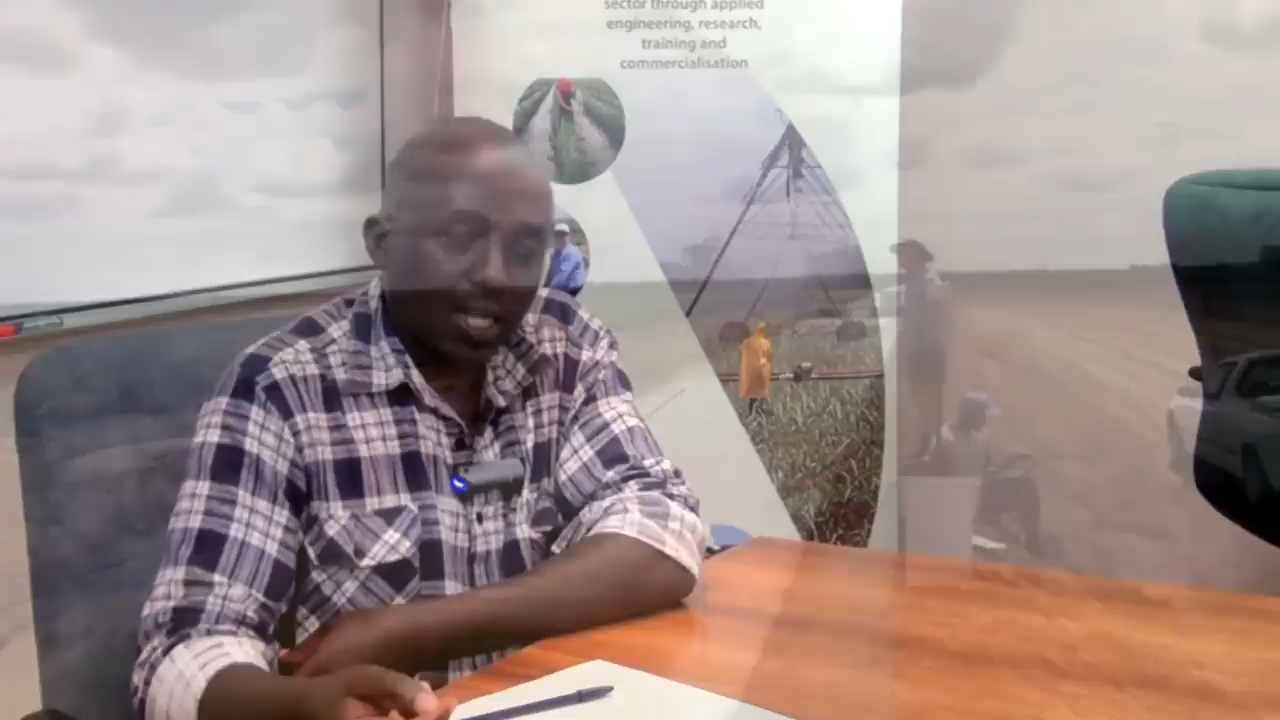 sector through applied
engineering, research,
training and
commercialisation